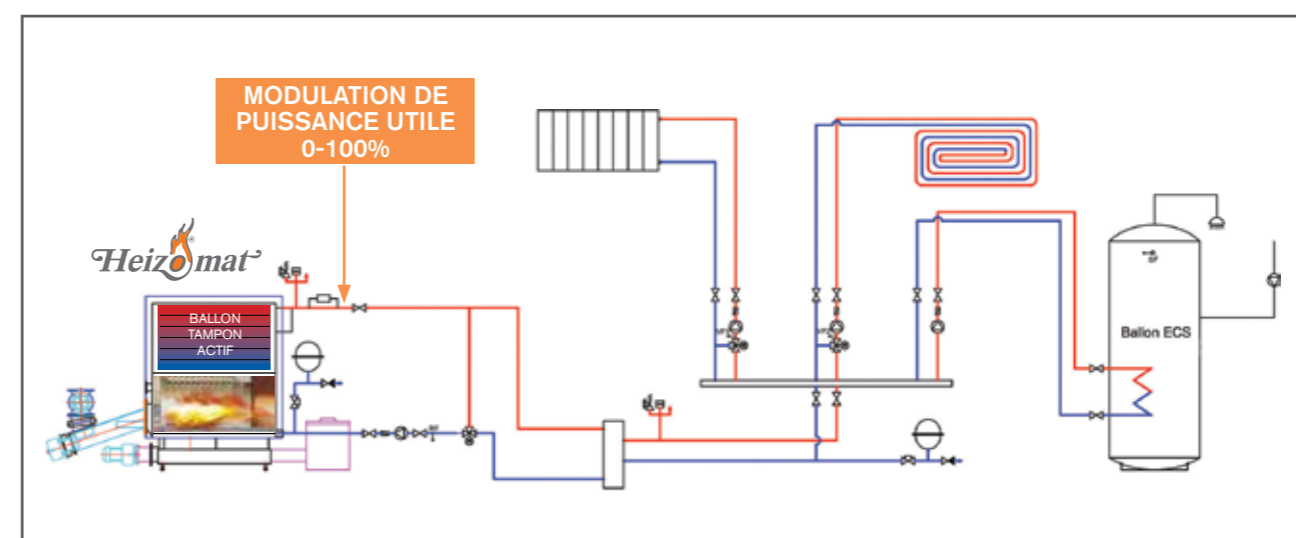 MODULATION DE
PUISSANCE UTILE
0-100%
Heizomat
BALLON
TAMPON
ACTIF
Ballon ECS